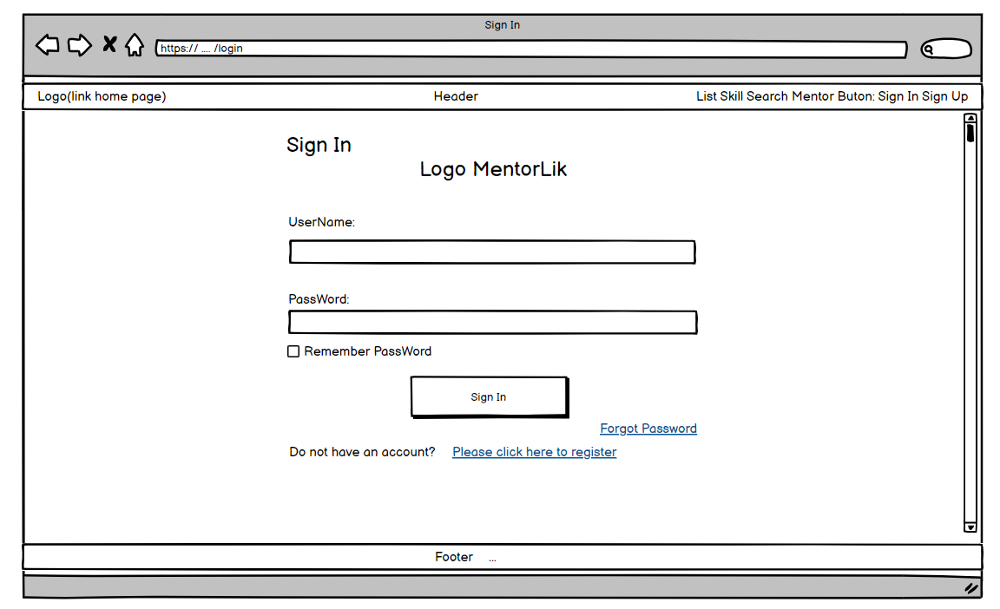 Sign In
https:// .... /login
Logo(link home page) Header List Skill Search Mentor Buton: Sign In Sign Up
Sign In
Logo MentorLik
UserName:
PassWord:
Remember PassWord
Sign In
Forgot Password
Do not have an account? Please click here to register
Footer ...